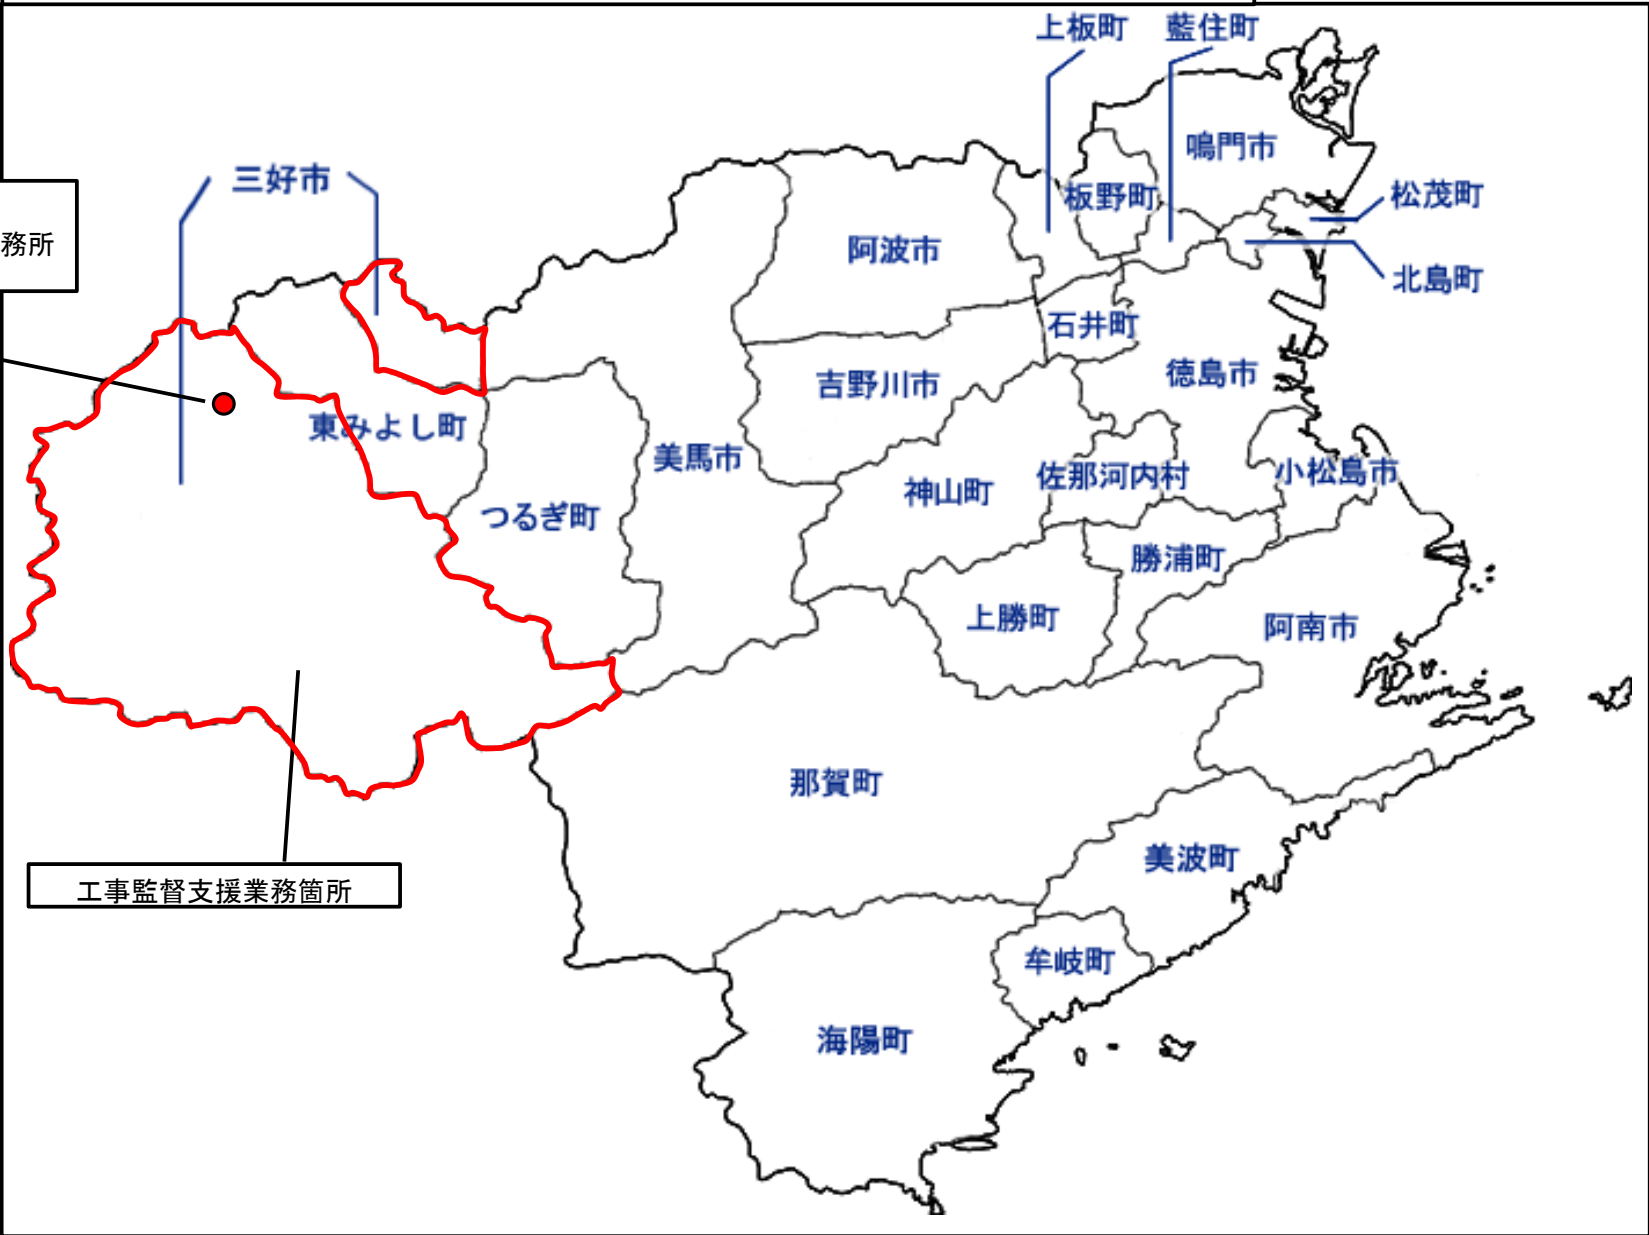 上板町
藍住町
鳴門市
三好市
板野町
松茂町
務所
阿波市
北島町
石井町
徳島市
吉野川市
東みよし町
美馬市
小松島市
佐那河内村
神山町
つるぎ町
勝浦町
上勝町
阿南市
那賀町
美波町
工事監督支援業務箇所
牟岐町
海陽町